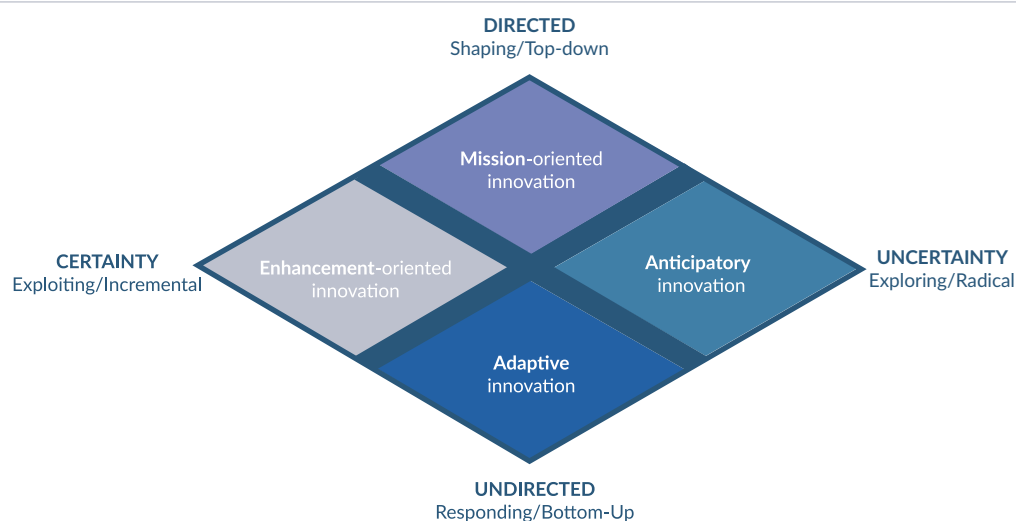 DIRECTED
Shaping/Top-down
Mission-oriented
innovation
CERTAINTY
Exploiting/Incremental
Enhancement-oriented
innovation
Anticipatory
innovation
UNCERTAINTY
Exploring/Radical
Adaptive
innovation
UNDIRECTED
Responding/Bottom-Up